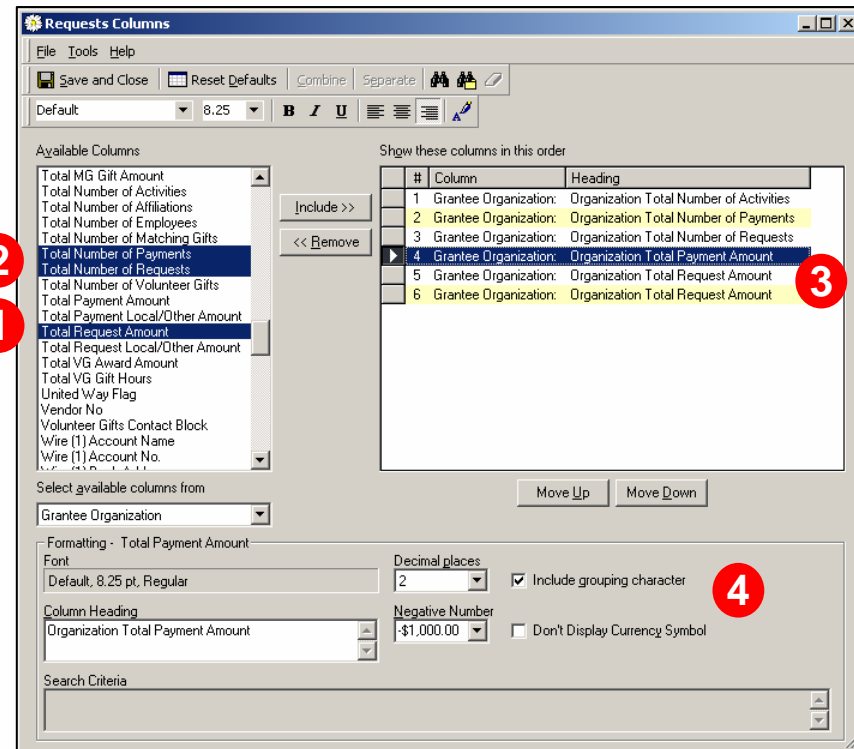 Requests Columns
File Tools Help
Save and Close Reset Defaults Combine Separate
Default 8.25 B I U A
Available Columns
Total MG Gift Amount
Total Number of Activities
Total Number of Affiliations
Total Number of Employees
Total Number of Matching Gifts
Total Number of Payments
Total Number of Requests
Total Number of Volunteer Gifts
Total Payment Amount
Total Payment Local/Other Amount
Total Request Amount
Total Request Local/Other Amount
Total VG Award Amount
Total VG Gift Hours
United Way Flag
Vendor No
Volunteer Gifts Contact Block
Wire (1) Account Name
Wire (1) Account No.
2
1
Include >>
<< Remove
Show these columns in this order
# Column Heading
1 Grantee Organization: Organization Total Number of Activities
2 Grantee Organization: Organization Total Number of Payments
3 Grantee Organization: Organization Total Number of Requests
4 Grantee Organization: Organization Total Payment Amount
5 Grantee Organization: Organization Total Request Amount
6 Grantee Organization: Organization Total Request Amount
3
Move Up Move Down
Select available columns from
Grantee Organization
Formatting - Total Payment Amount
Font
Default, 8.25 pt, Regular
Decimal places
2
Include grouping character
4
Column Heading
Organization Total Payment Amount
Negative Number
-$1,000.00
Don't Display Currency Symbol
Search Criteria